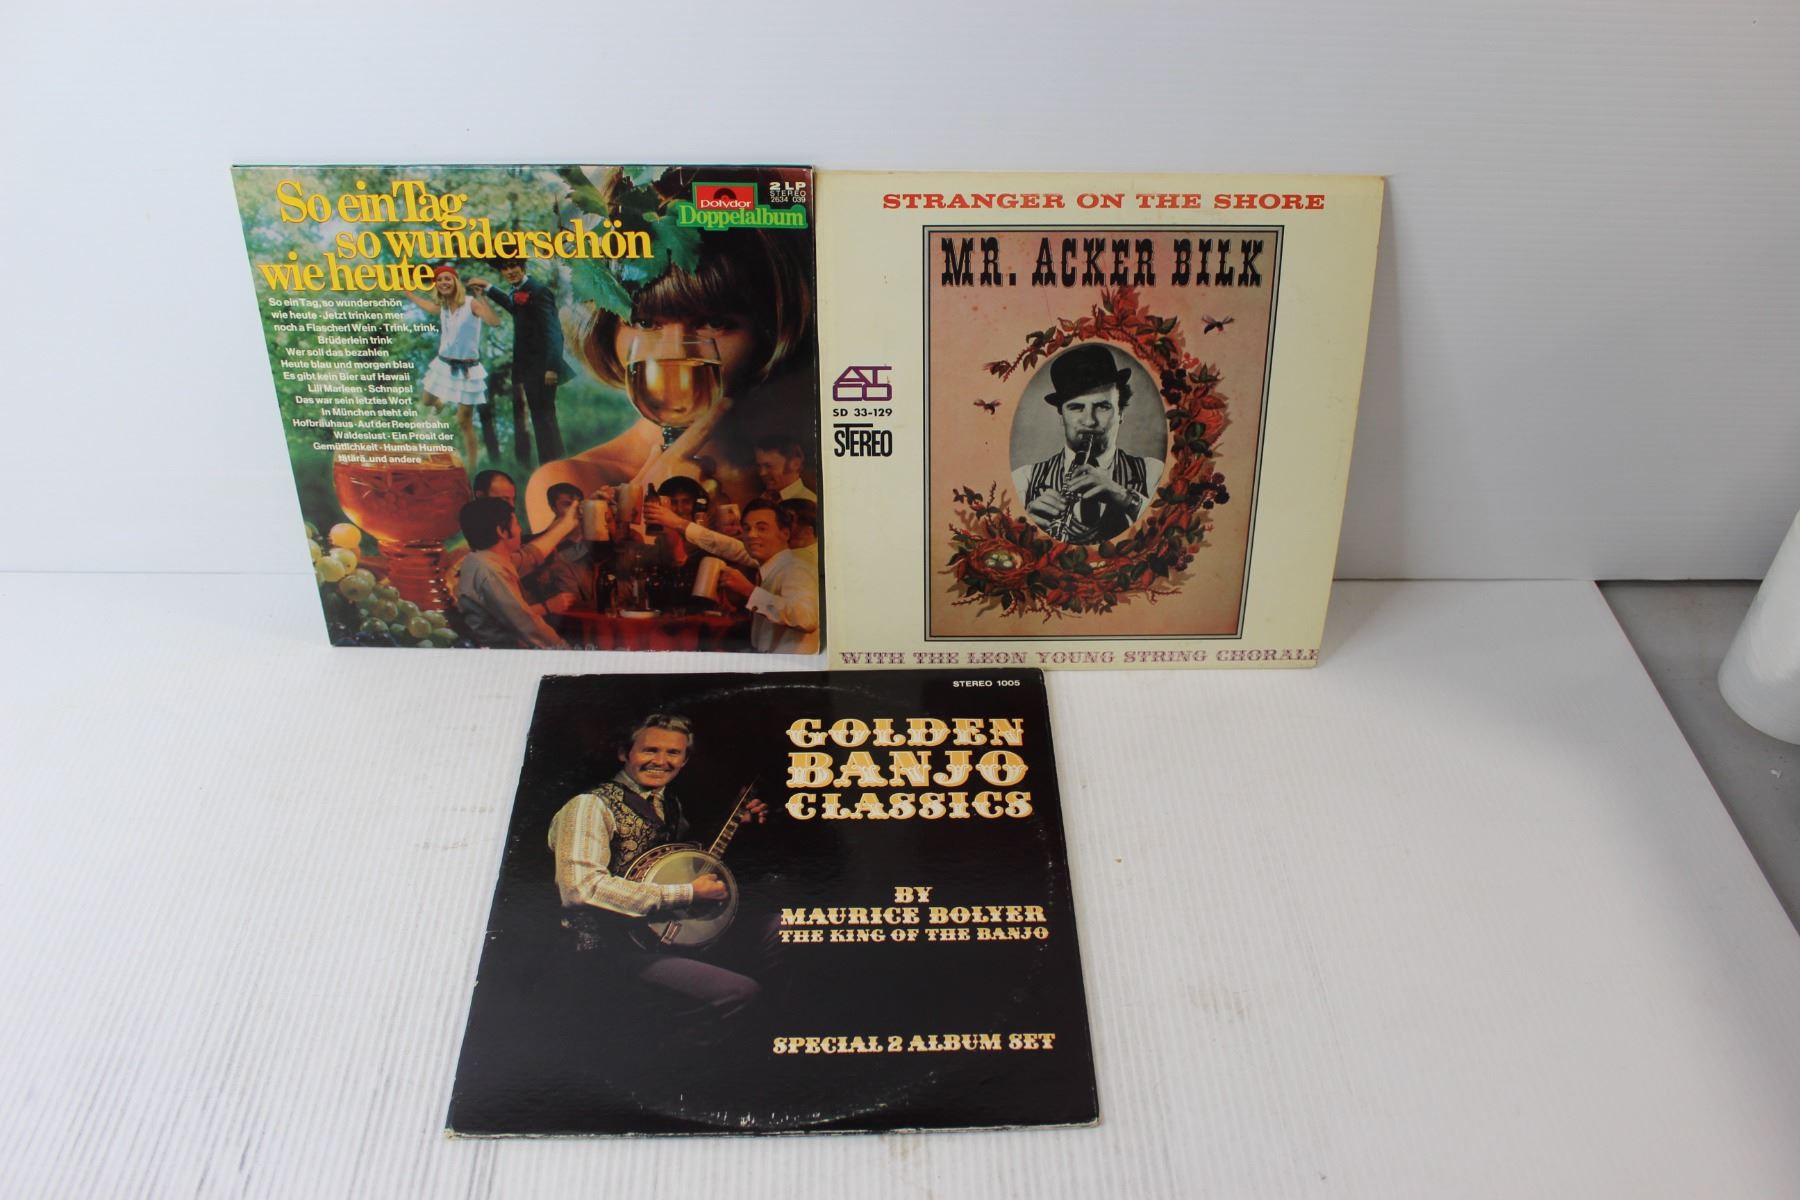 So ein Tag,
so wunderschön
wie heute
polydor
Doppelalbum
2 LP
STEREO
2634 039
So ein Tag, so wunderschön
wie heute · Jetzt trinken mer
noch a Flascherl Wein · Trink, trink,
Brüderlein trink
Wer soll das bezahlen
Heute blau und morgen blau
Es gibt kein Bier auf Hawaii
Lili Marleen · Schnaps!
Das war sein letztes Wort
In München steht ein
Hofbräuhaus · Auf der Reeperbahn
Waldeslust · Ein Prosit der
Gemütlichkeit · Humba Humba
tätärä und andere
STRANGER ON THE SHORE
MR. ACKER BILK
ATCO
SD 33-129
STEREO
WITH THE LEON YOUNG STRING CHORALE
STEREO 1005
GOLDEN
BANJO
CLASSICS
BY
MAURICE BOLYER
THE KING OF THE BANJO
SPECIAL 2 ALBUM SET